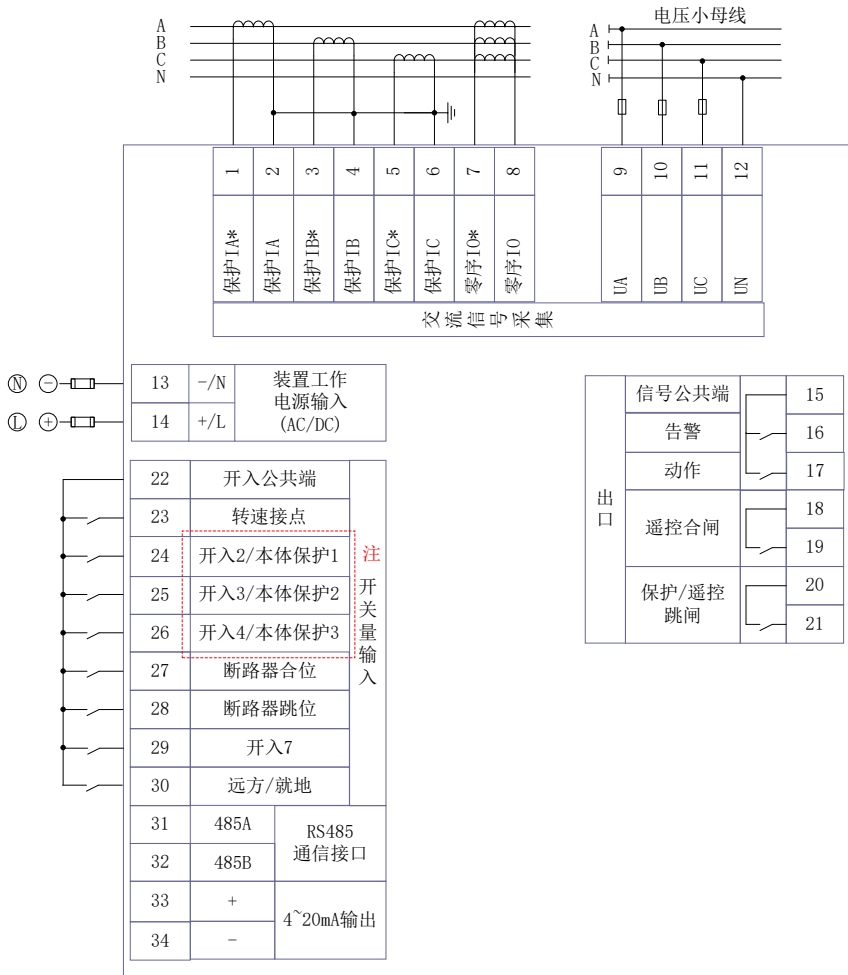 A
B
C
N
电压小母线
A
B
C
N
1
2
3
4
5
6
7
8
9
10
11
12
保护IA*
保护IA
保护IB*
保护IB
保护IC*
保护IC
零序IO*
零序IO
UA
UB
UC
UN
交流信号采集
N
−
13
−/N
L
+
14
+/L
装置工作
电源输入
(AC/DC)
22
开入公共端
23
转速接点
24
开入2/本体保护1
25
开入3/本体保护2
26
开入4/本体保护3
27
断路器合位
28
断路器跳位
29
开入7
30
远方/就地
注
开关量输入
31
485A
32
485B
RS485
通信接口
33
+
34
−
4~20mA输出
出口
信号公共端
15
告警
16
动作
17
遥控合闸
18
19
保护/遥控
跳闸
20
21